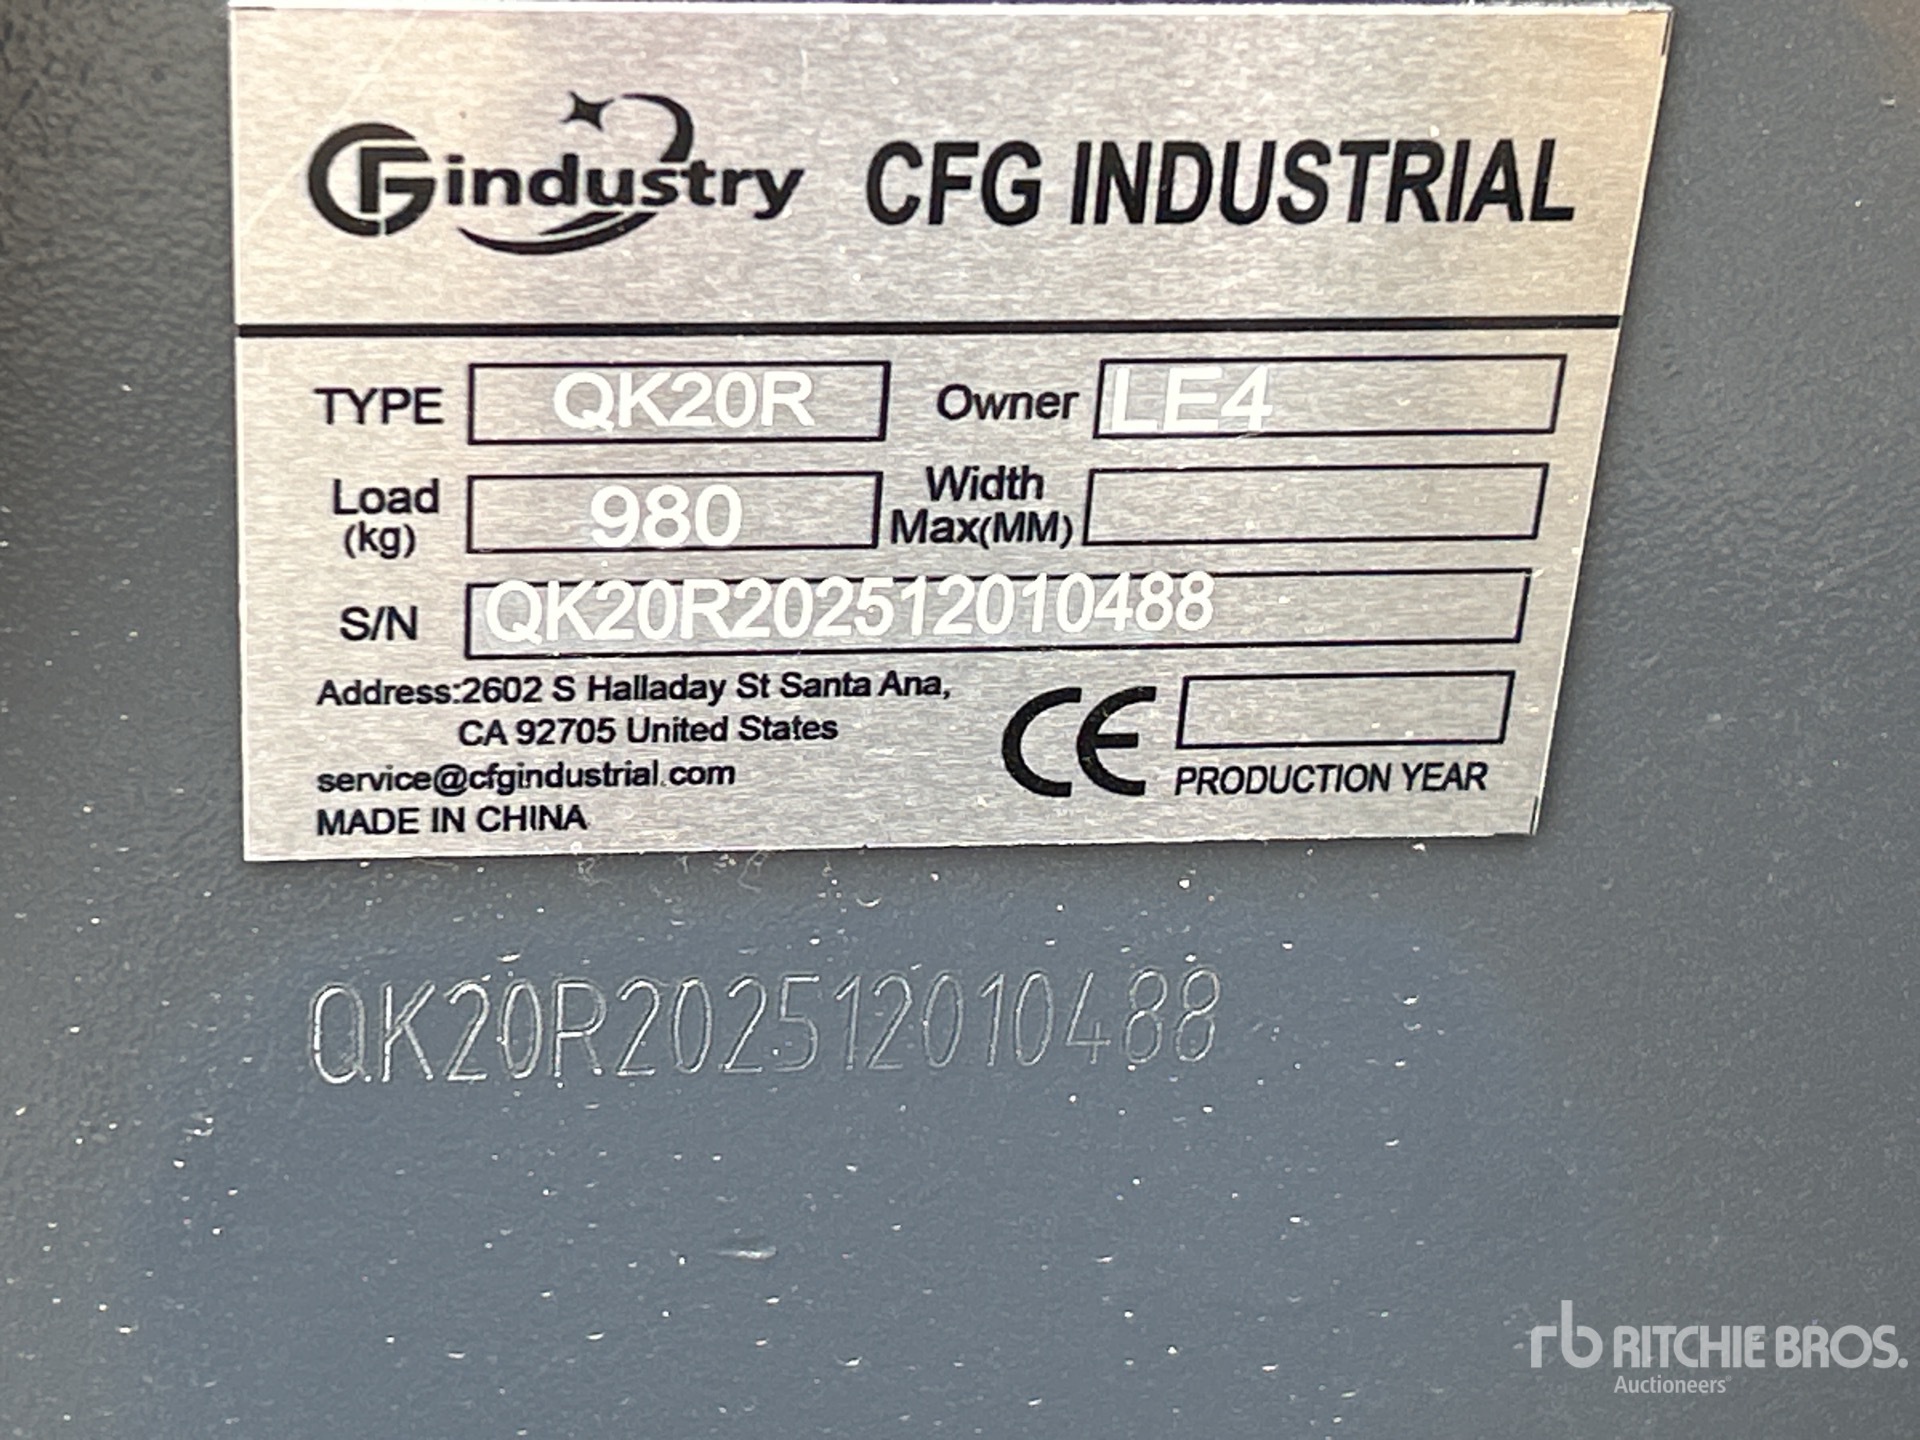 CFGindustry CFG INDUSTRIAL
TYPE QK20R Owner LE4
Load (kg) 980 Width Max(MM)
S/N QK20R202512010488
Address:2602 S Halladay St Santa Ana,
CA 92705 United States
service@cfgindustrial.com
MADE IN CHINA
CE PRODUCTION YEAR
QK20R202512010488
rb RITCHIE BROS.
Auctioneers